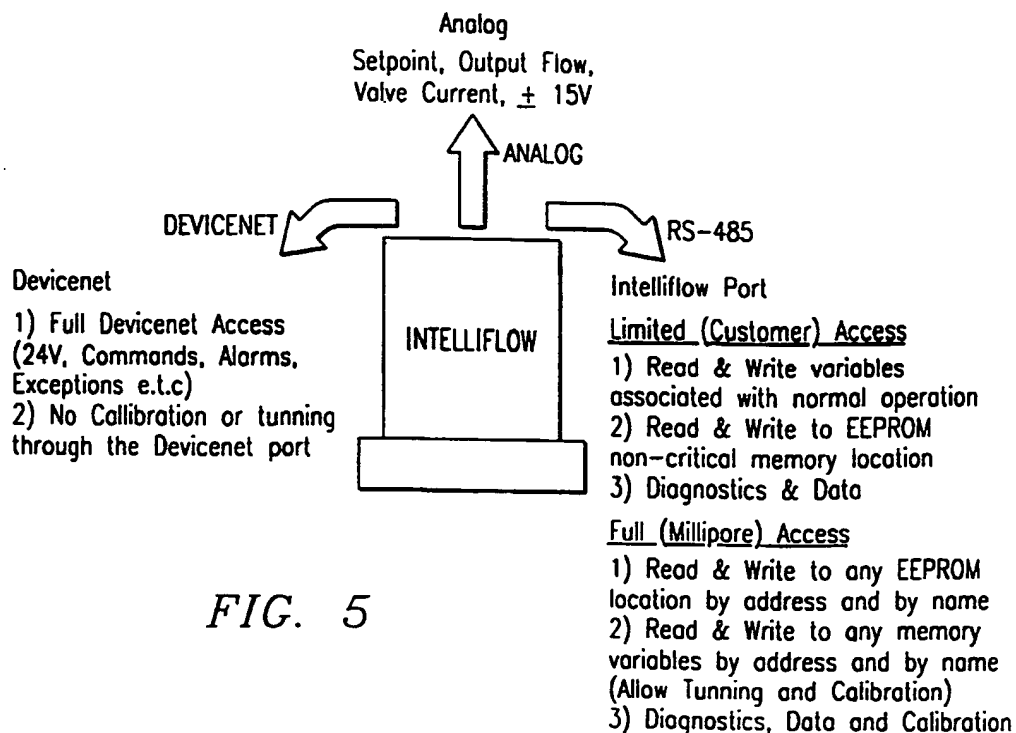 Analog
Setpoint, Output Flow,
Valve Current, ± 15V
ANALOG
DEVICENET
RS-485
Devicenet
1) Full Devicenet Access
(24V, Commands, Alarms,
Exceptions e.t.c)
2) No Callibration or tunning
through the Devicenet port
INTELLIFLOW
Intelliflow Port
Limited (Customer) Access
1) Read & Write variables
associated with normal operation
2) Read & Write to EEPROM
non-critical memory location
3) Diagnostics & Data
Full (Millipore) Access
1) Read & Write to any EEPROM
location by address and by name
2) Read & Write to any memory
variables by address and by name
(Allow Tunning and Calibration)
3) Diagnostics, Data and Calibration
FIG. 5